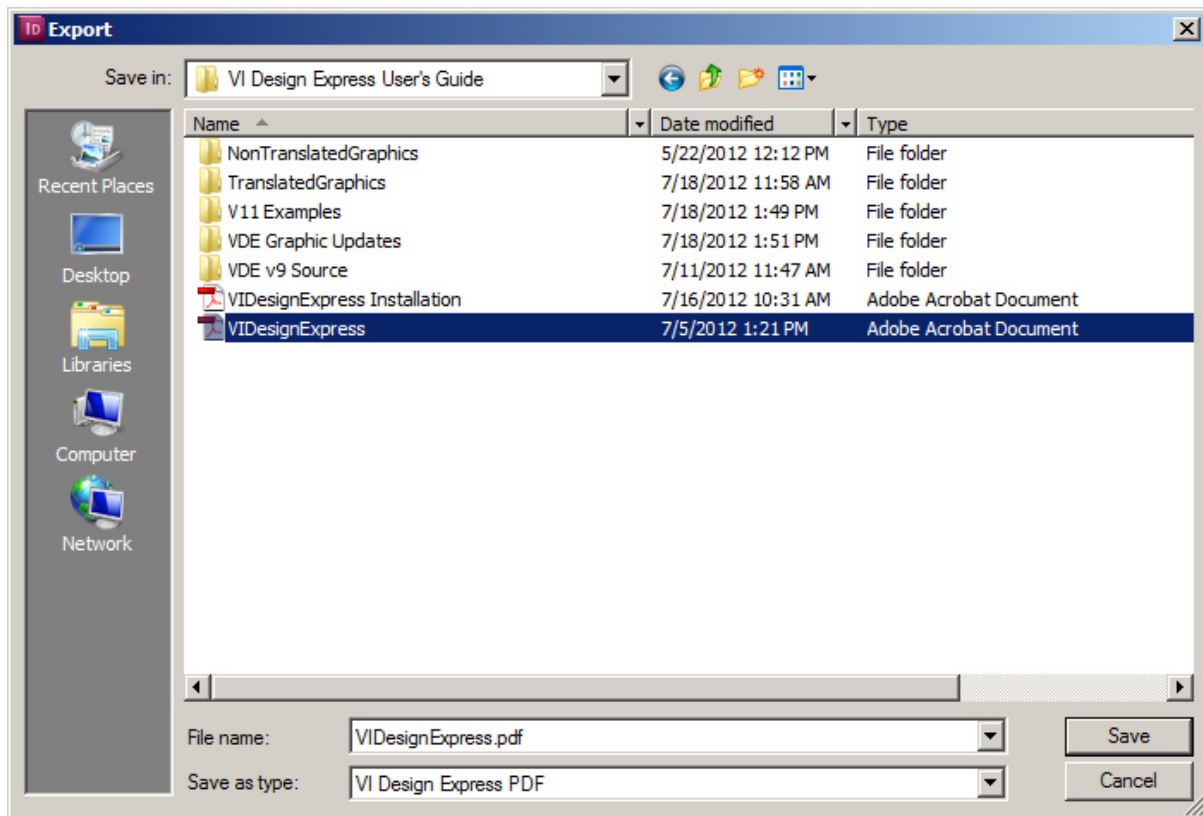 ID Export
Save in: VI Design Express User's Guide
Name Date modified Type
NonTranslatedGraphics 5/22/2012 12:12 PM File folder
TranslatedGraphics 7/18/2012 11:58 AM File folder
V11 Examples 7/18/2012 1:49 PM File folder
VDE Graphic Updates 7/18/2012 1:51 PM File folder
VDE v9 Source 7/11/2012 11:47 AM File folder
VIDesignExpress Installation 7/16/2012 10:31 AM Adobe Acrobat Document
VIDesignExpress 7/5/2012 1:21 PM Adobe Acrobat Document
Recent Places
Desktop
Libraries
Computer
Network
File name: VIDesignExpress.pdf Save
Save as type: VI Design Express PDF Cancel